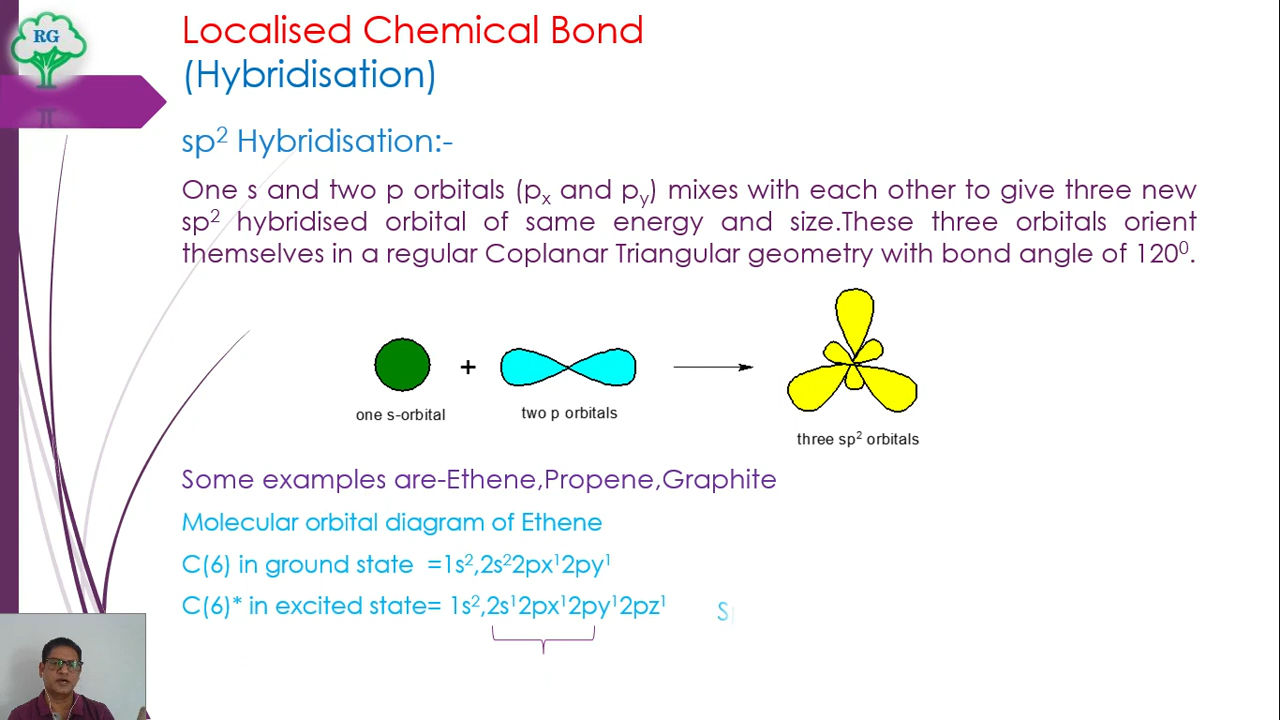 RG
Localised Chemical Bond
(Hybridisation)
sp² Hybridisation:-
One s and two p orbitals (pₓ and pᵧ) mixes with each other to give three new
sp² hybridised orbital of same energy and size.These three orbitals orient
themselves in a regular Coplanar Triangular geometry with bond angle of 120⁰.
+
one s-orbital
two p orbitals
three sp² orbitals
Some examples are-Ethene,Propene,Graphite
Molecular orbital diagram of Ethene
C(6) in ground state =1s²,2s²2px¹2py¹
C(6)* in excited state= 1s²,2s¹2px¹2py¹2pz¹